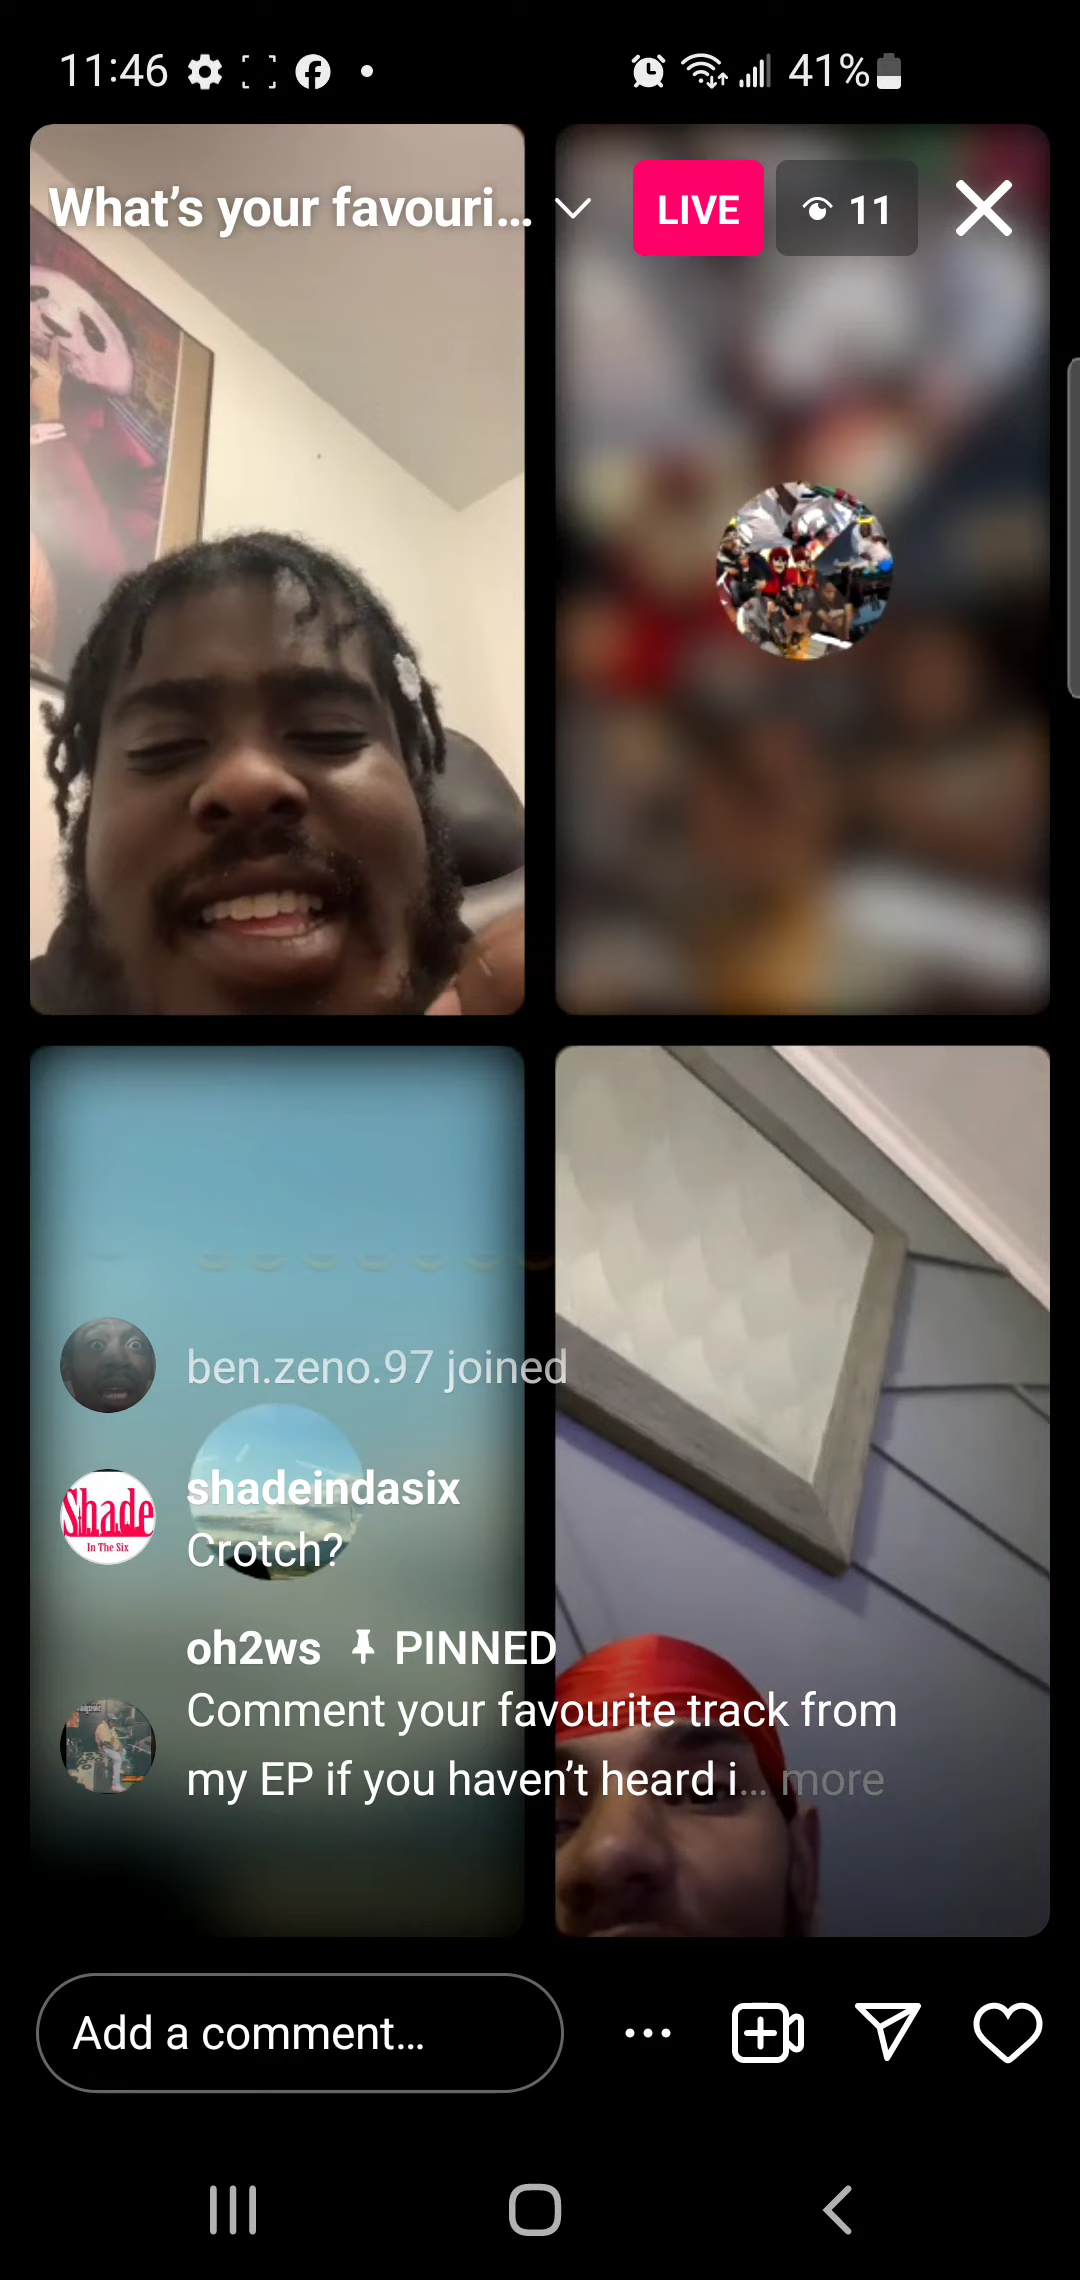 11:46
41%
What’s your favouri...
LIVE
11
ben.zeno.97 joined
shadeindasix
Shade
In The Six
Crotch?
oh2ws PINNED
Comment your favourite track from
my EP if you haven’t heard i... more
Add a comment...